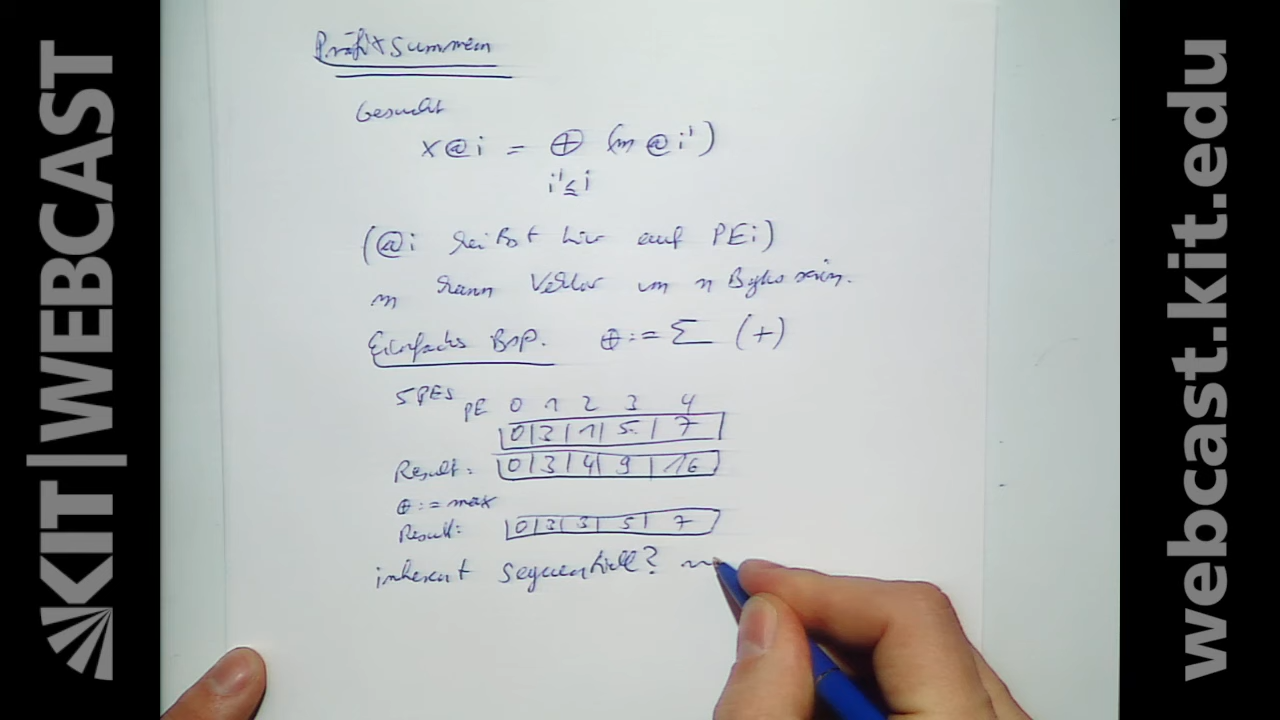 KIT|WEBCAST
Präfixsummen
Gesucht
x@i = ⊕ (m@i')
i'≤i
(@i heißt hier auf PEi)
m kann Vektor von n Bytes sein.
Einfaches Bsp. ⊕:=Σ (+)
5 PEs PE 0 1 2 3 4
0|3|1|5|7
Result: 0|3|4|9|16
⊕:=max
Result: 0|3|3|5|7
inherent sequentiell?
webcast.kit.edu